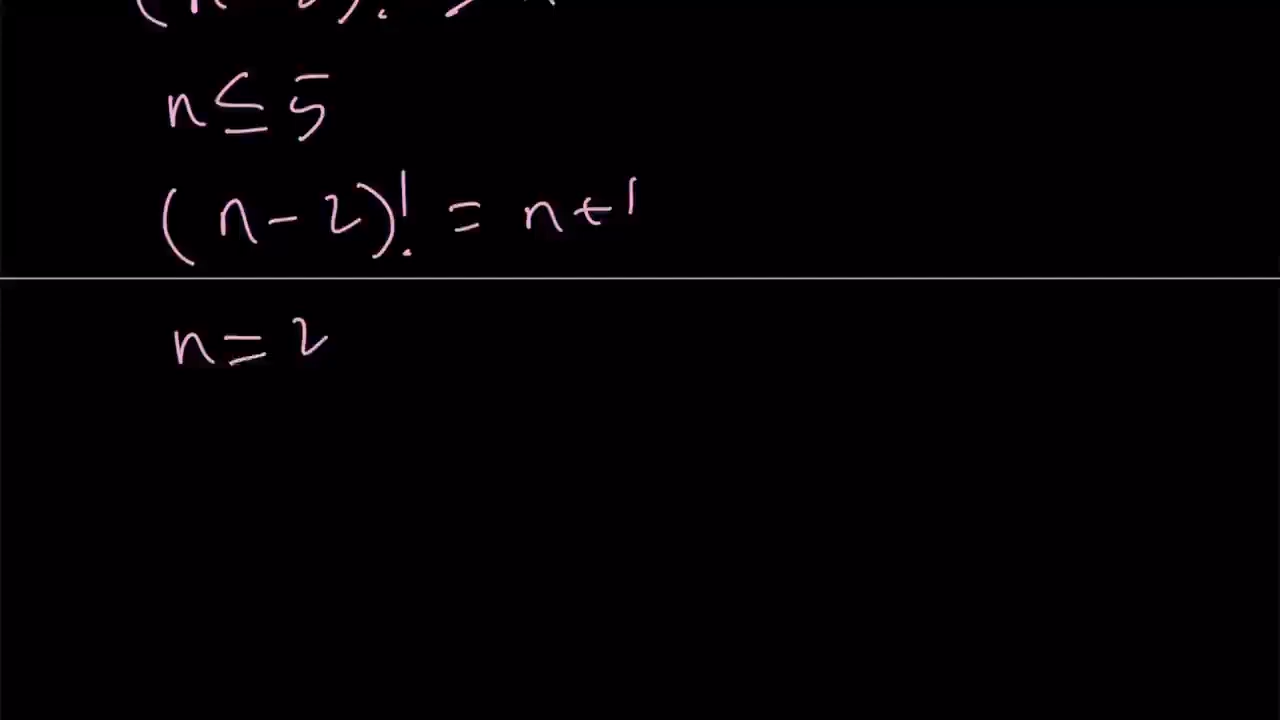 n ≤ 5
(n - 2)! = n + 1
n = 2